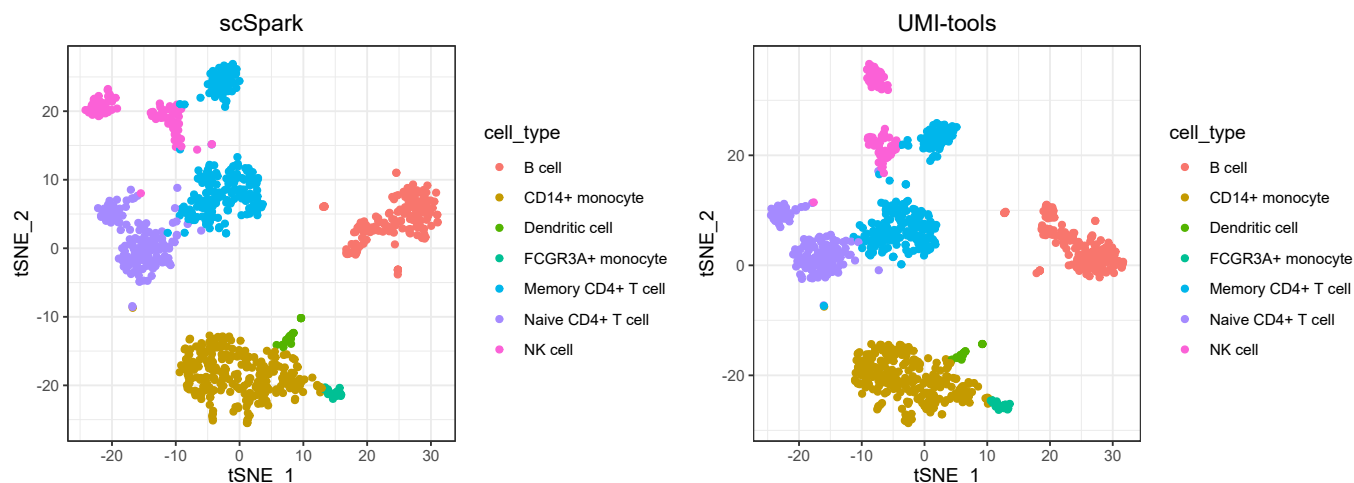 scSpark
20
10
0
-10
-20
tSNE_2
-20
-10
0
10
20
30
tSNE_1
cell_type
B cell
CD14+ monocyte
Dendritic cell
FCGR3A+ monocyte
Memory CD4+ T cell
Naive CD4+ T cell
NK cell
UMI-tools
20
0
-20
tSNE_2
-20
-10
0
10
20
30
tSNE_1
cell_type
B cell
CD14+ monocyte
Dendritic cell
FCGR3A+ monocyte
Memory CD4+ T cell
Naive CD4+ T cell
NK cell